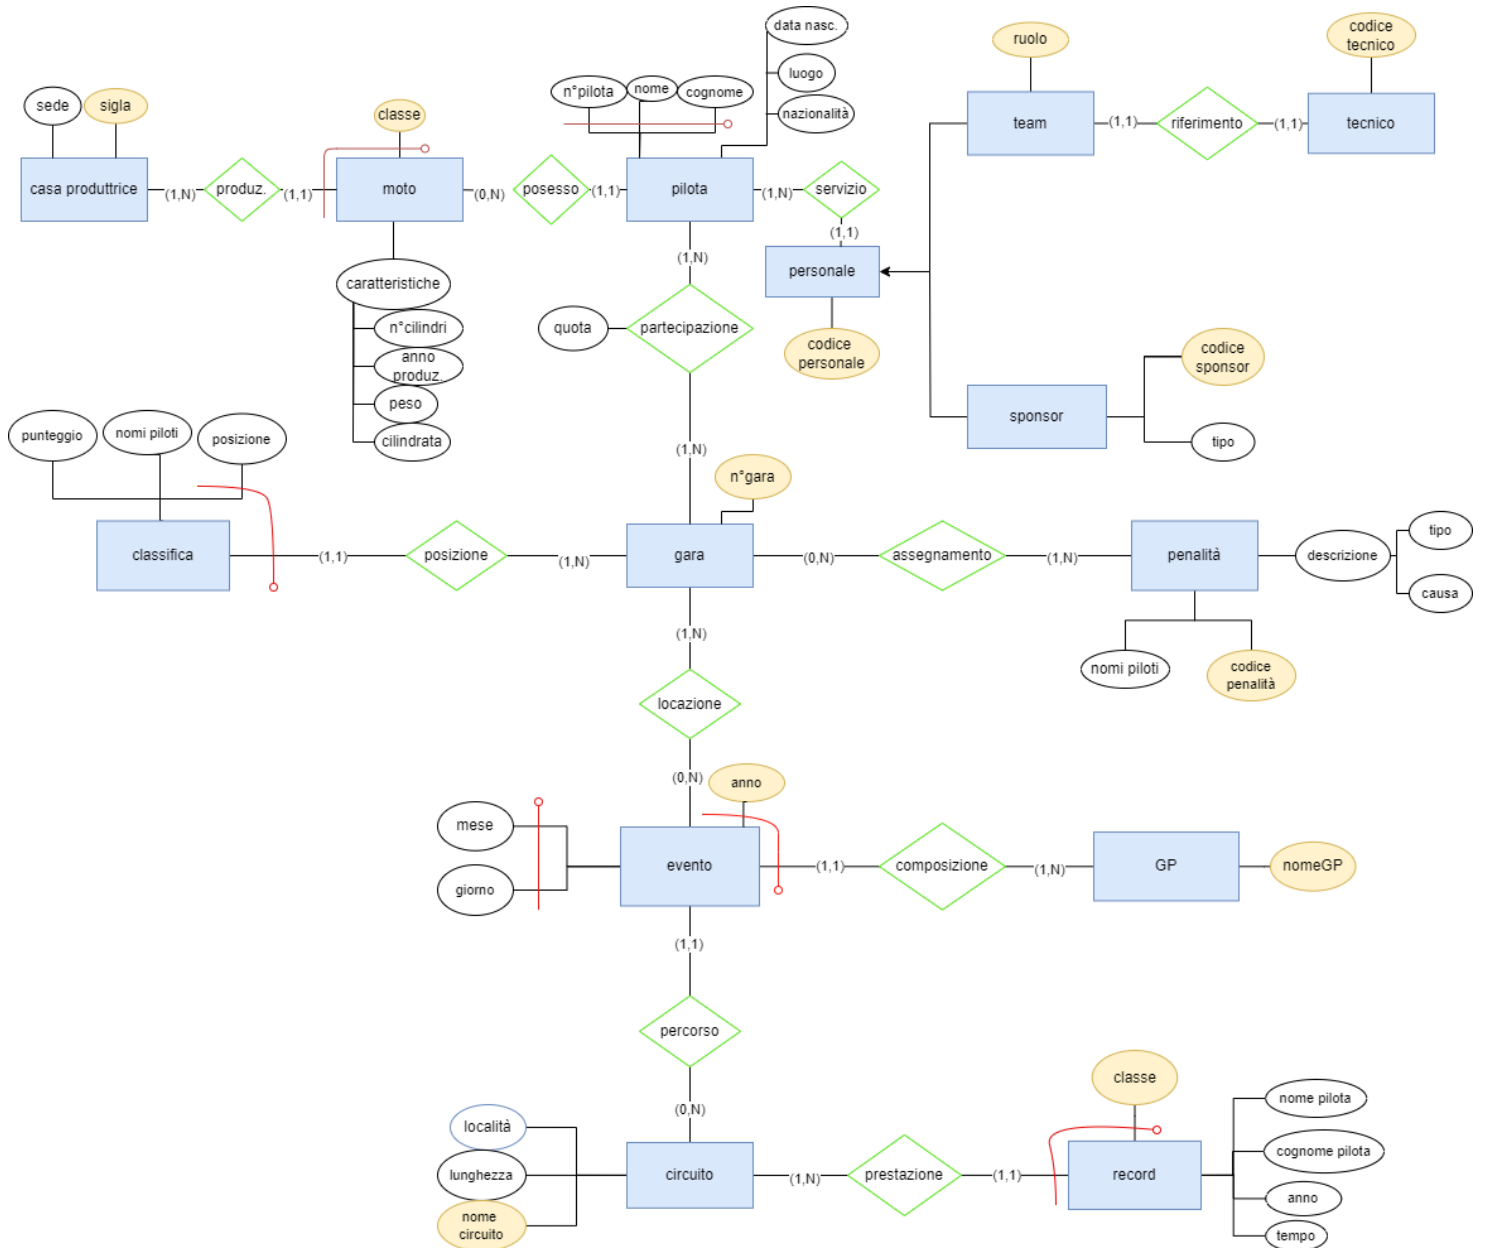 data nasc.
codice
tecnico
ruolo
luogo
n°pilota
nome
cognome
sede
sigla
classe
nazionalità
team
(1,1)
riferimento
(1,1)
tecnico
casa produttrice
(1,N)
produz.
(1,1)
moto
(0,N)
posesso
(1,1)
pilota
(1,N)
servizio
(1,1)
(1,N)
personale
caratteristiche
n°cilindri
quota
partecipazione
codice
personale
codice
sponsor
anno
produz.
peso
sponsor
punteggio
nomi piloti
posizione
cilindrata
tipo
(1,N)
n°gara
tipo
classifica
(1,1)
posizione
(1,N)
gara
(0,N)
assegnamento
(1,N)
penalità
descrizione
causa
(1,N)
nomi piloti
codice
penalità
locazione
(0,N)
anno
mese
evento
(1,1)
composizione
(1,N)
GP
nomeGP
giorno
(1,1)
percorso
classe
(0,N)
nome pilota
località
cognome pilota
lunghezza
circuito
(1,N)
prestazione
(1,1)
record
anno
nome
circuito
tempo